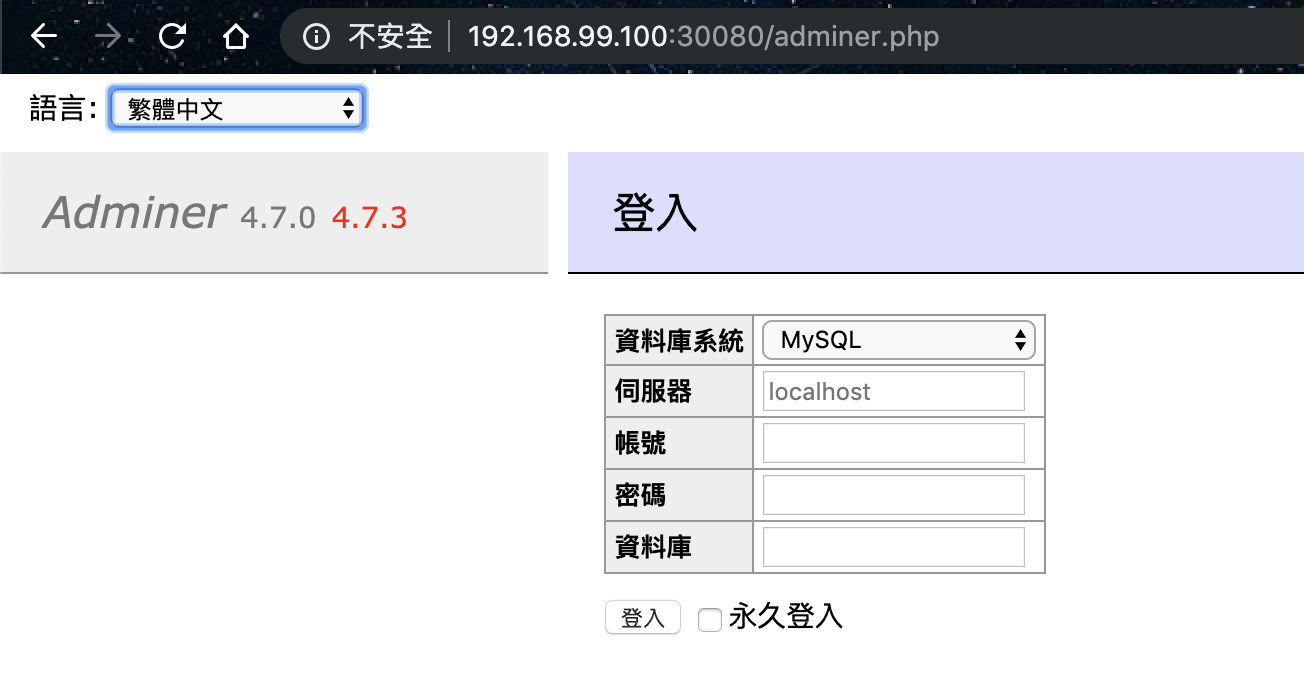 不安全 192.168.99.100:30080/adminer.php
語言: 繁體中文
Adminer 4.7.0 4.7.3
登入
資料庫系統 MySQL
伺服器 localhost
帳號
密碼
資料庫
登入 永久登入